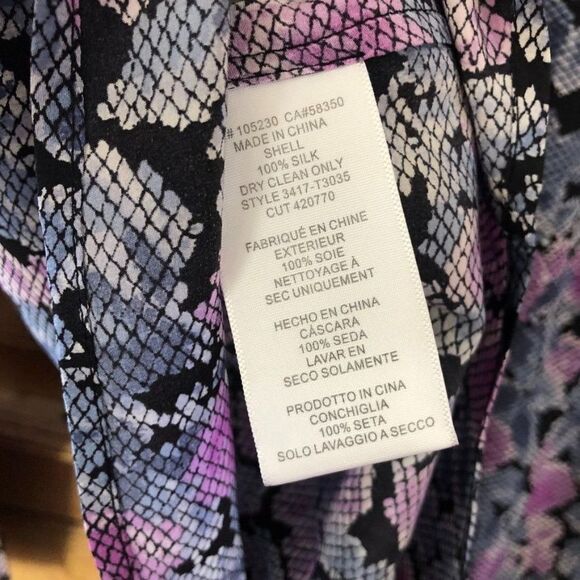 # 105230 CA#58350
MADE IN CHINA
SHELL
100% SILK
DRY CLEAN ONLY
STYLE 3417-T3035
CUT 420770
FABRIQUÉ EN CHINE
EXTERIEUR
100% SOIE
NETTOYAGE À
SEC UNIQUEMENT
HECHO EN CHINA
CÁSCARA
100% SEDA
LAVAR EN
SECO SOLAMENTE
PRODOTTO IN CINA
CONCHIGLIA
100% SETA
SOLO LAVAGGIO A SECCO